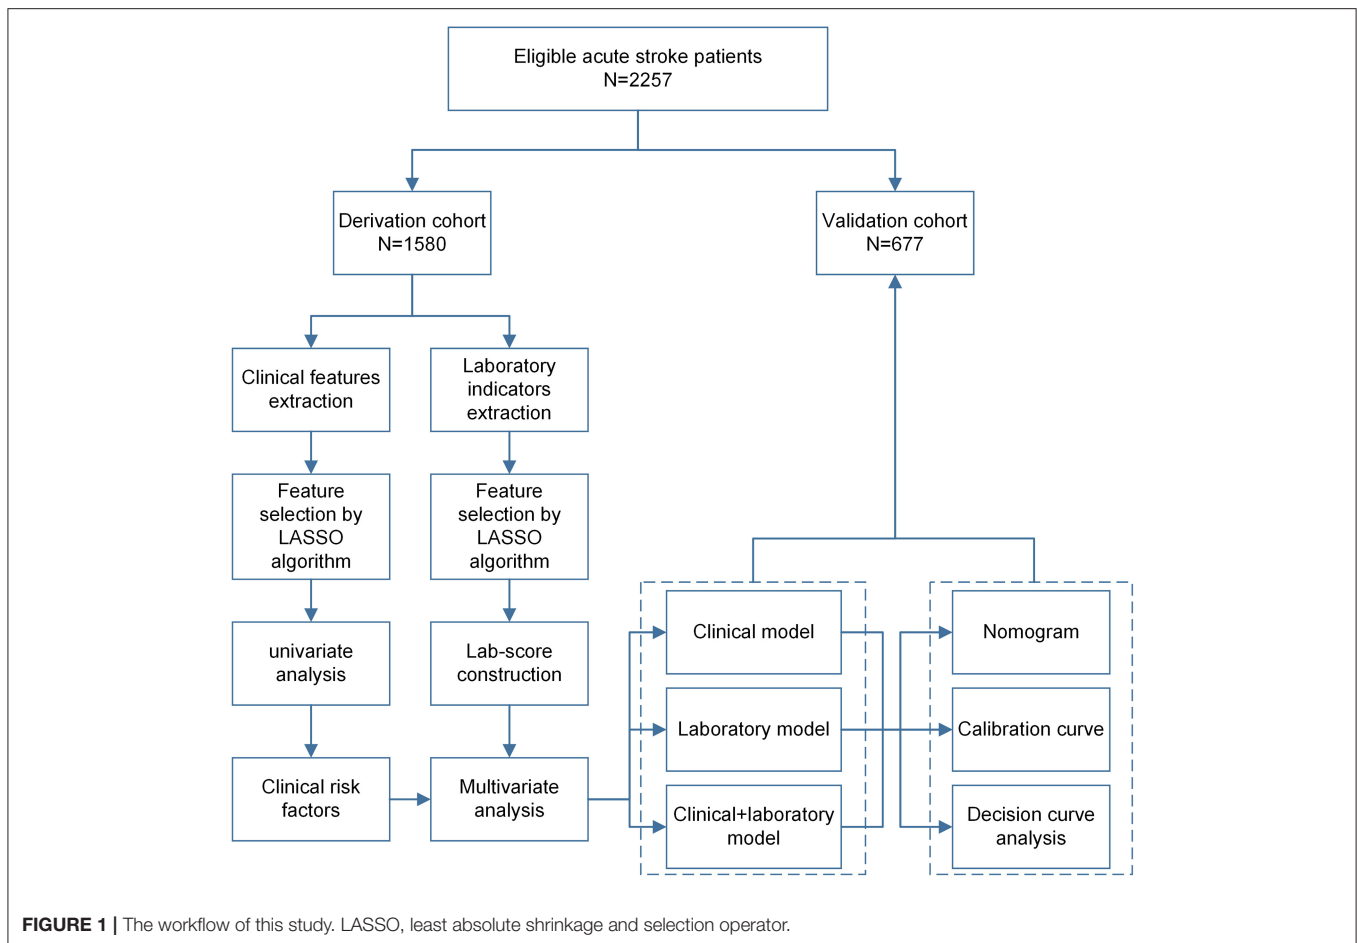 Eligible acute stroke patients
N=2257
Derivation cohort
N=1580
Validation cohort
N=677
Clinical features
extraction
Laboratory
indicators
extraction
Feature
selection by
LASSO
algorithm
Feature
selection by
LASSO
algorithm
univariate
analysis
Lab-score
construction
Clinical risk
factors
Multivariate
analysis
Clinical model
Laboratory model
Clinical+laboratory
model
Nomogram
Calibration curve
Decision curve
analysis
FIGURE 1 | The workflow of this study. LASSO, least absolute shrinkage and selection operator.